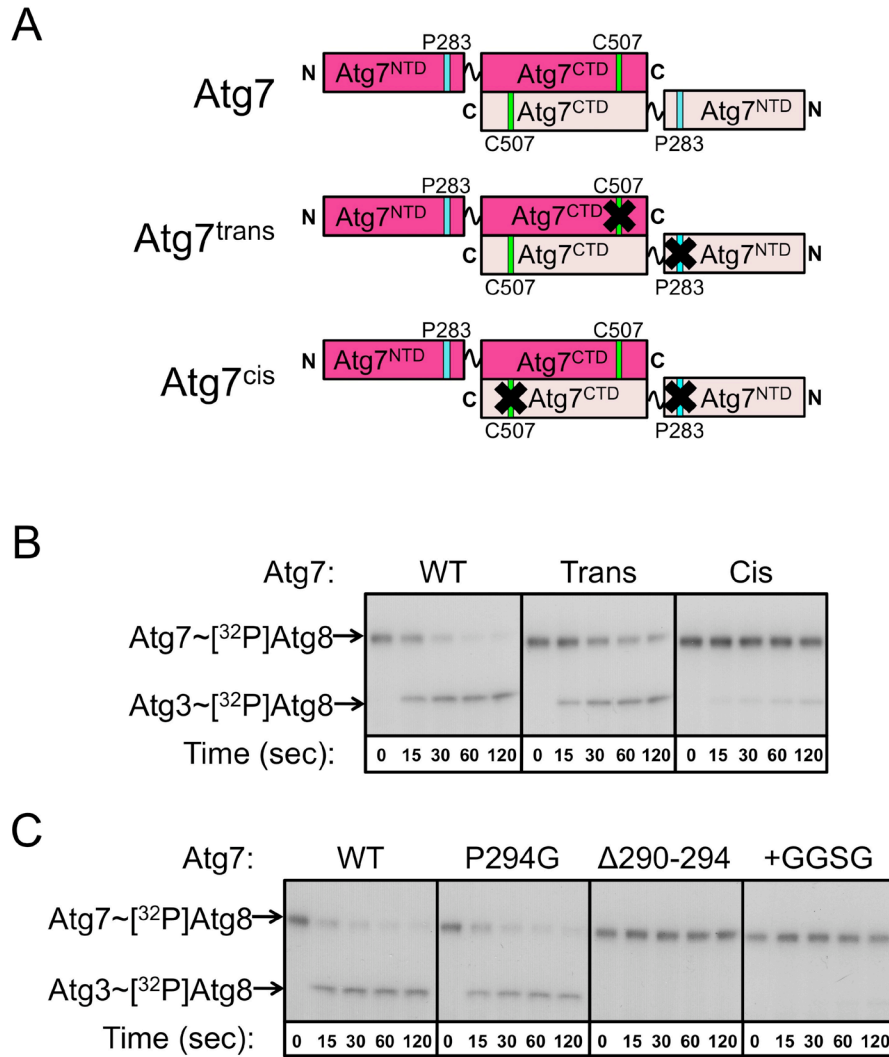 A
P283 C507
N Atg7NTD Atg7CTD C
Atg7
C Atg7CTD Atg7NTD N
C507 P283
P283 C507
N Atg7NTD Atg7CTD C
Atg7trans
C Atg7CTD Atg7NTD N
C507 P283
P283 C507
N Atg7NTD Atg7CTD C
Atg7cis
C Atg7CTD Atg7NTD N
C507 P283
B
Atg7: WT Trans Cis
Atg7~[32P]Atg8→
Atg3~[32P]Atg8→
Time (sec): 0 15 30 60 120 0 15 30 60 120 0 15 30 60 120
C
Atg7: WT P294G Δ290-294 +GGSG
Atg7~[32P]Atg8→
Atg3~[32P]Atg8→
Time (sec): 0 15 30 60 120 0 15 30 60 120 0 15 30 60 120 0 15 30 60 120